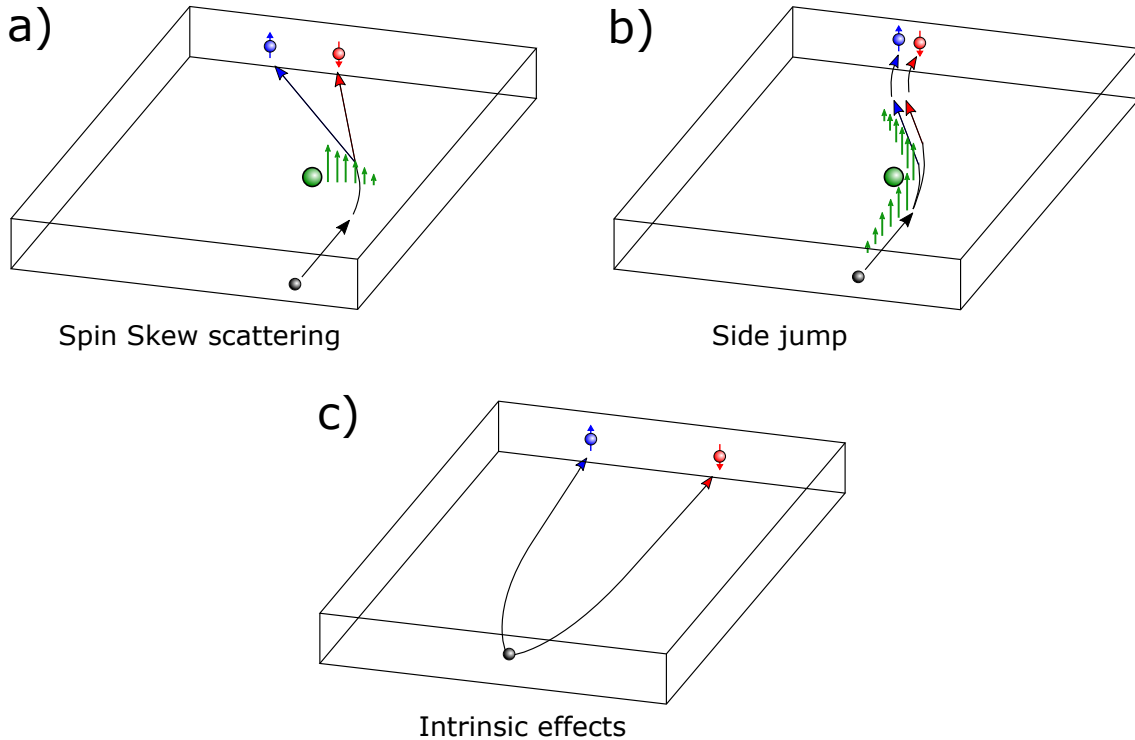 a)
b)
Spin Skew scattering
Side jump
c)
Intrinsic effects